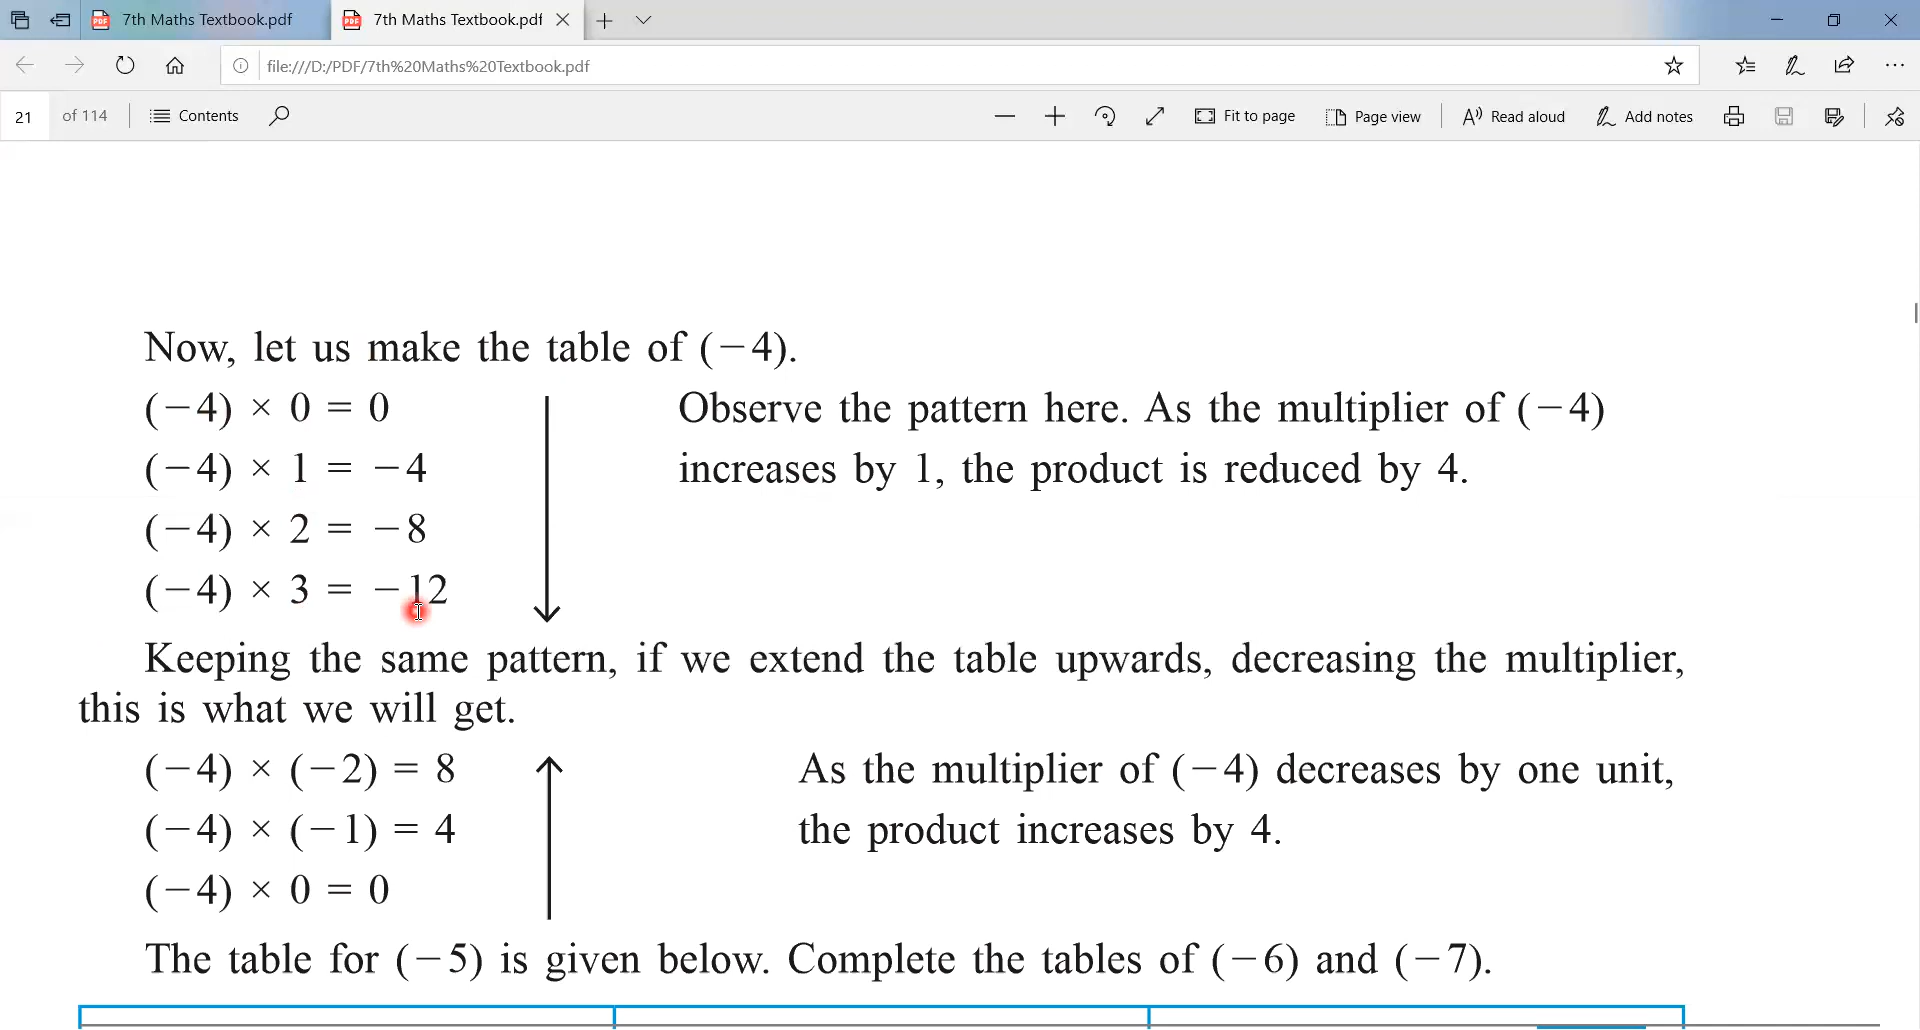 7th Maths Textbook.pdf 7th Maths Textbook.pdf
file:///D:/PDF/7th%20Maths%20Textbook.pdf
21 of 114 Contents Fit to page Page view Read aloud Add notes
Now, let us make the table of (−4).
(−4) × 0 = 0
(−4) × 1 = −4
(−4) × 2 = −8
(−4) × 3 = −12
Observe the pattern here. As the multiplier of (−4)
increases by 1, the product is reduced by 4.
Keeping the same pattern, if we extend the table upwards, decreasing the multiplier,
this is what we will get.
(−4) × (−2) = 8
(−4) × (−1) = 4
(−4) × 0 = 0
As the multiplier of (−4) decreases by one unit,
the product increases by 4.
The table for (−5) is given below. Complete the tables of (−6) and (−7).